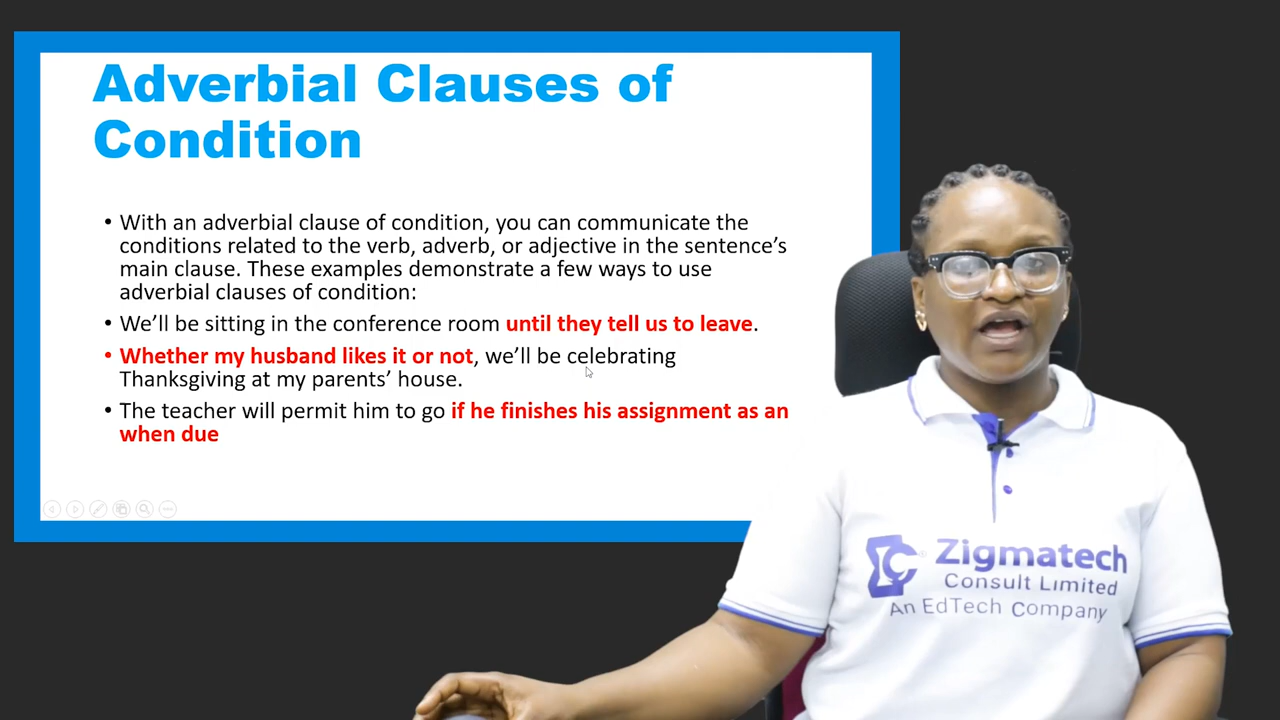 Adverbial Clauses of
Condition
• With an adverbial clause of condition, you can communicate the
conditions related to the verb, adverb, or adjective in the sentence's
main clause. These examples demonstrate a few ways to use
adverbial clauses of condition:
• We'll be sitting in the conference room until they tell us to leave.
• Whether my husband likes it or not, we'll be celebrating
Thanksgiving at my parents' house.
• The teacher will permit him to go if he finishes his assignment as an
when due
Zigmatech
Consult Limited
An EdTech Company